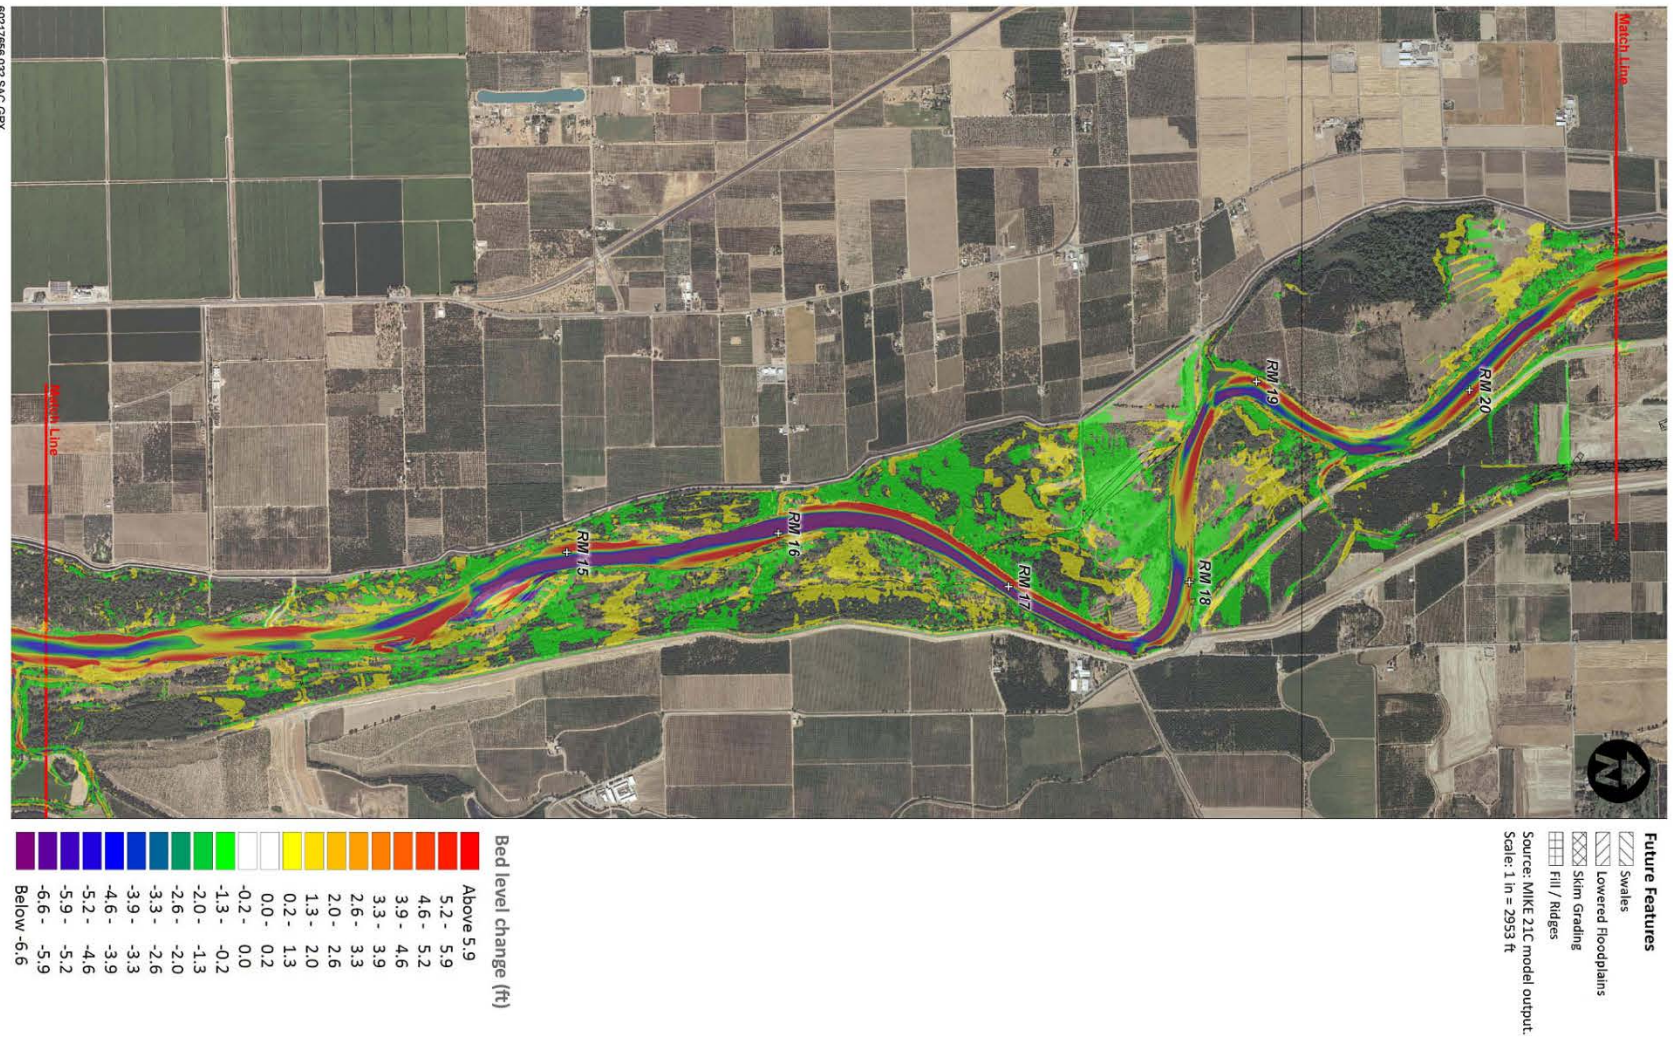 Match Line
RM 20
RM 19
RM 18
RM 17
RM 16
RM 15
Match Line
N
Future Features
Swales
Lowered Floodplains
Skim Grading
Fill / Ridges
Source: MIKE 21C model output.
Scale: 1 in = 2953 ft
Bed level change (ft)
Above 5.9
5.2 - 5.9
4.6 - 5.2
3.9 - 4.6
3.3 - 3.9
2.6 - 3.3
2.0 - 2.6
1.3 - 2.0
0.2 - 1.3
0.0 - 0.2
-0.2 - 0.0
-1.3 - -0.2
-2.0 - -1.3
-2.6 - -2.0
-3.3 - -2.6
-3.9 - -3.3
-4.6 - -3.9
-5.2 - -4.6
-5.9 - -5.2
-6.6 - -5.9
Below -6.6